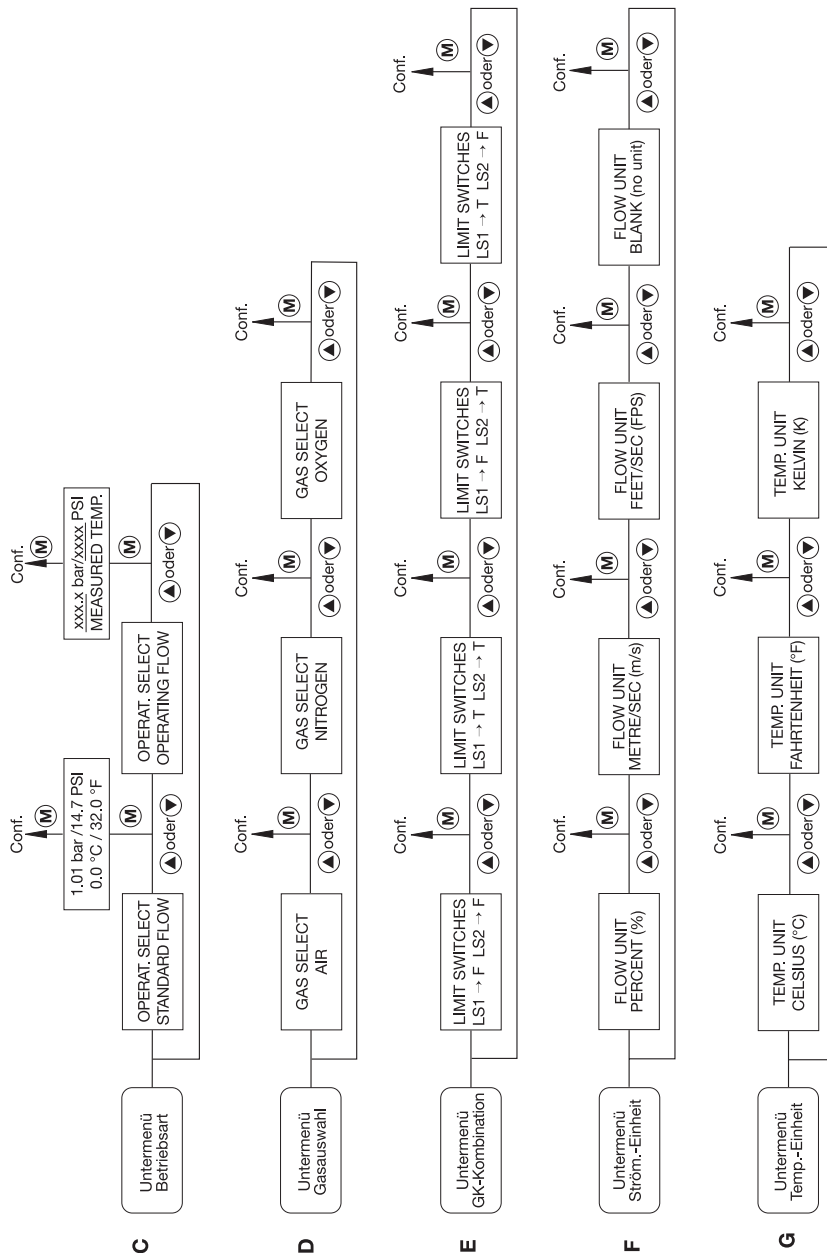 C
Untermenü
Betriebsart
OPERAT. SELECT
STANDARD FLOW
1.01 bar /14.7 PSI
0.0 °C / 32.0 °F
Conf.
M
M
▲ oder ▼
OPERAT. SELECT
OPERATING FLOW
xxx.x bar/xxxx PSI
MEASURED TEMP.
Conf.
M
M
▲ oder ▼
D
Untermenü
Gasauswahl
GAS SELECT
AIR
Conf.
M
▲ oder ▼
GAS SELECT
NITROGEN
Conf.
M
▲ oder ▼
GAS SELECT
OXYGEN
Conf.
M
▲ oder ▼
E
Untermenü
GK-Kombination
LIMIT SWITCHES
LS1 → F LS2 → F
Conf.
M
▲ oder ▼
LIMIT SWITCHES
LS1 → T LS2 → T
Conf.
M
▲ oder ▼
LIMIT SWITCHES
LS1 → F LS2 → T
Conf.
M
▲ oder ▼
LIMIT SWITCHES
LS1 → T LS2 → F
Conf.
M
▲ oder ▼
F
Untermenü
Ström.-Einheit
FLOW UNIT
PERCENT (%)
Conf.
M
▲ oder ▼
FLOW UNIT
METRE/SEC (m/s)
Conf.
M
▲ oder ▼
FLOW UNIT
FEET/SEC (FPS)
Conf.
M
▲ oder ▼
FLOW UNIT
BLANK (no unit)
Conf.
M
▲ oder ▼
G
Untermenü
Temp.-Einheit
TEMP. UNIT
CELSIUS (°C)
Conf.
M
▲ oder ▼
TEMP. UNIT
FAHRTENHEIT (°F)
Conf.
M
▲ oder ▼
TEMP. UNIT
KELVIN (K)
Conf.
M
▲ oder ▼